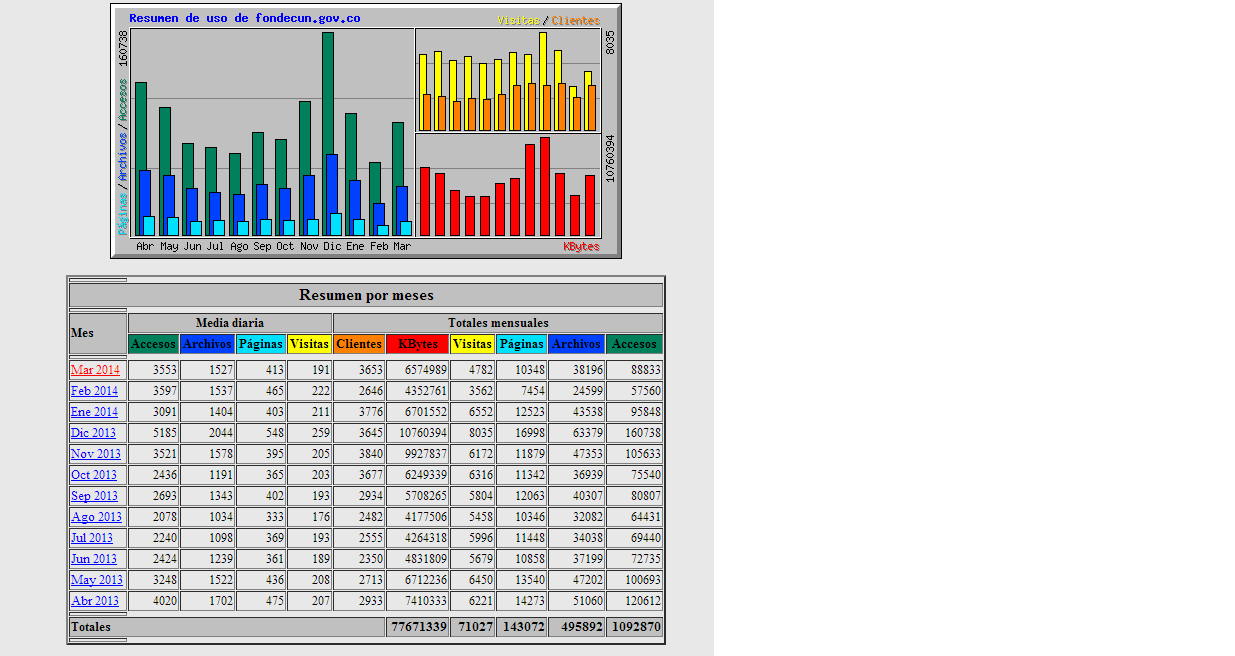 Resumen de uso de fondecun.gov.co
Visitas / Clientes
160738
8035
Páginas / Archivos / Accesos
10760394
Abr May Jun Jul Ago Sep Oct Nov Dic Ene Feb Mar
KBytes
Resumen por meses
Mes Media diaria Totales mensuales
Accesos Archivos Páginas Visitas Clientes KBytes Visitas Páginas Archivos Accesos
Mar 2014 3553 1527 413 191 3653 6574989 4782 10348 38196 88833
Feb 2014 3597 1537 465 222 2646 4352761 3562 7454 24599 57560
Ene 2014 3091 1404 403 211 3776 6701552 6552 12523 43538 95848
Dic 2013 5185 2044 548 259 3645 10760394 8035 16998 63379 160738
Nov 2013 3521 1578 395 205 3840 9927837 6172 11879 47353 105633
Oct 2013 2436 1191 365 203 3677 6249339 6316 11342 36939 75540
Sep 2013 2693 1343 402 193 2934 5708265 5804 12063 40307 80807
Ago 2013 2078 1034 333 176 2482 4177506 5458 10346 32082 64431
Jul 2013 2240 1098 369 193 2555 4264318 5996 11448 34038 69440
Jun 2013 2424 1239 361 189 2350 4831809 5679 10858 37199 72735
May 2013 3248 1522 436 208 2713 6712236 6450 13540 47202 100693
Abr 2013 4020 1702 475 207 2933 7410333 6221 14273 51060 120612
Totales 77671339 71027 143072 495892 1092870